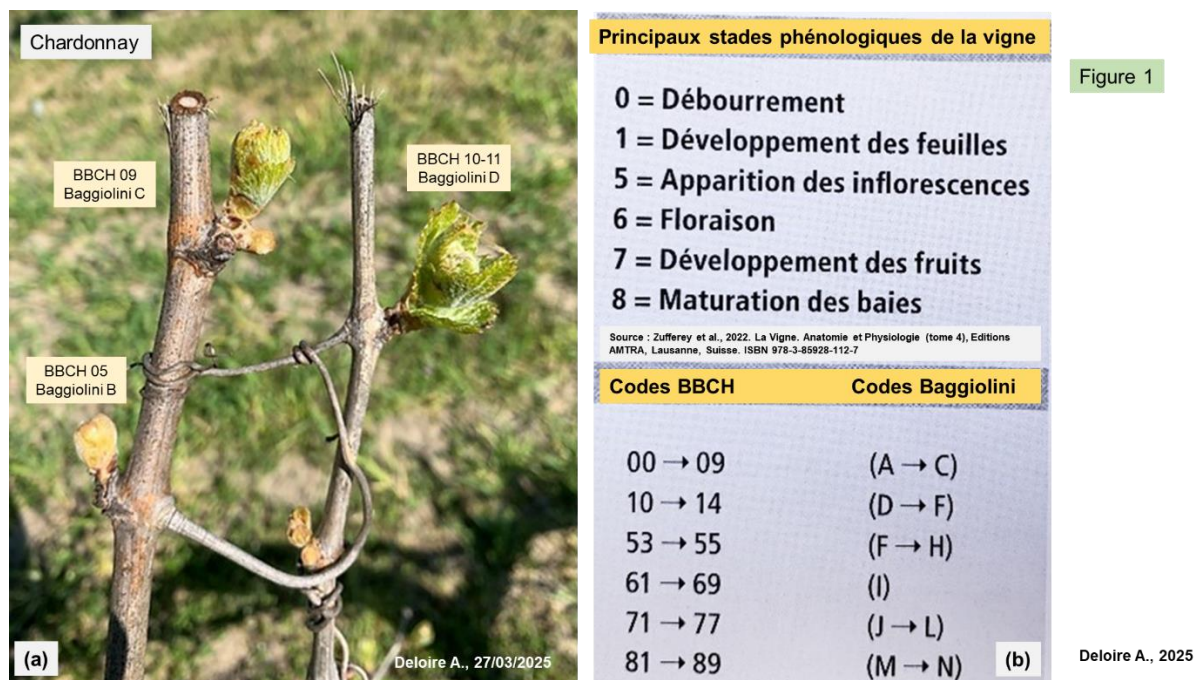 Chardonnay
BBCH 09
Baggiolini C
BBCH 10-11
Baggiolini D
BBCH 05
Baggiolini B
(a)
Deloire A., 27/03/2025
Principaux stades phénologiques de la vigne
0 = Débourrement
1 = Développement des feuilles
5 = Apparition des inflorescences
6 = Floraison
7 = Développement des fruits
8 = Maturation des baies
Source : Zufferey et al., 2022. La Vigne. Anatomie et Physiologie (tome 4), Editions
AMTRA, Lausanne, Suisse. ISBN 978-3-85928-112-7
Codes BBCH Codes Baggiolini
00 → 09 (A → C)
10 → 14 (D → F)
53 → 55 (F → H)
61 → 69 (I)
71 → 77 (J → L)
81 → 89 (M → N)
(b)
Figure 1
Deloire A., 2025